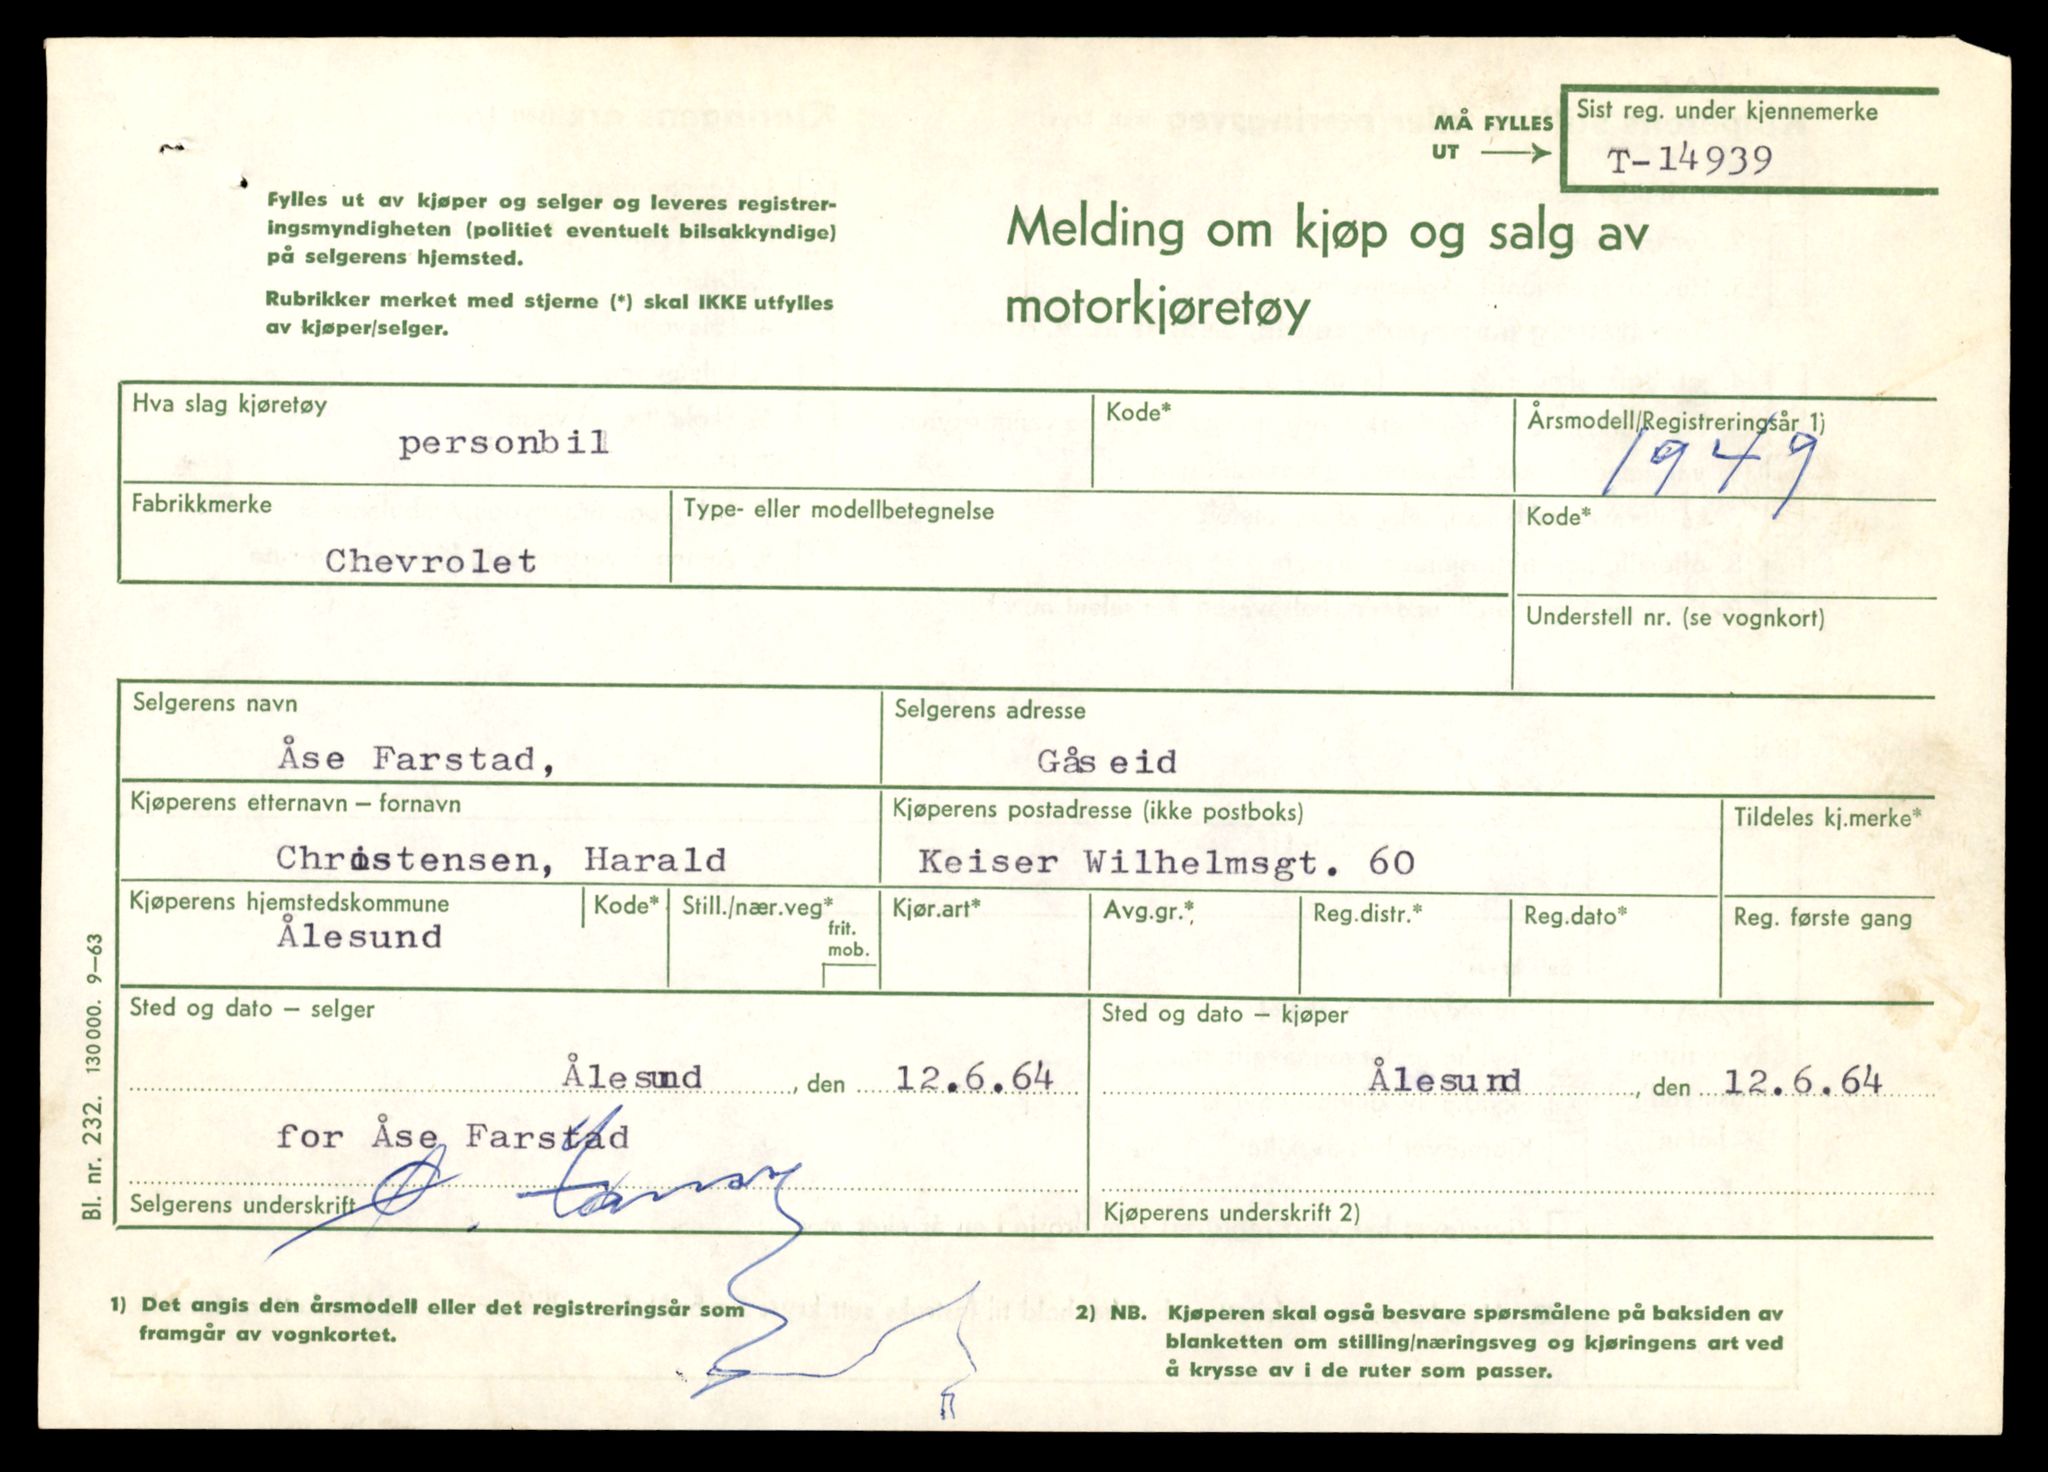 MÅ FYLLES
UT
Sist reg. under kjennemerke
T-14939
Fylles ut av kjøper og selger og leveres registrer-
ingsmyndigheten (politiet eventuelt bilsakkyndige)
på selgerens hjemsted.
Rubrikker merket med stjerne (*) skal IKKE utfylles
av kjøper/selger.
Melding om kjøp og salg av
motorkjøretøy
Hva slag kjøretøy
personbil
Kode*
Årsmodell/Registreringsår 1)
1949
Fabrikkmerke
Chevrolet
Type- eller modellbetegnelse
Kode*
Understell nr. (se vognkort)
Selgerens navn
Åse Farstad,
Selgerens adresse
Gåseid
Kjøperens etternavn – fornavn
Christensen, Harald
Kjøperens postadresse (ikke postboks)
Keiser Wilhelmsgt. 60
Tildeles kj.merke*
Kjøperens hjemstedskommune
Ålesund
Kode*
Still./nær.veg*
frit.
mob.
Kjør.art*
Avg.gr.*
Reg.distr.*
Reg.dato*
Reg. første gang
Sted og dato – selger
Ålesund, den 12.6.64
for Åse Farstad
Selgerens underskrift
Sted og dato – kjøper
Ålesund, den 12.6.64
Kjøperens underskrift 2)
Bl. nr. 232. 130 000. 9–63
1) Det angis den årsmodell eller det registreringsår som
framgår av vognkortet.
2) NB. Kjøperen skal også besvare spørsmålene på baksiden av
blanketten om stilling/næringsveg og kjøringens art ved
å krysse av i de ruter som passer.